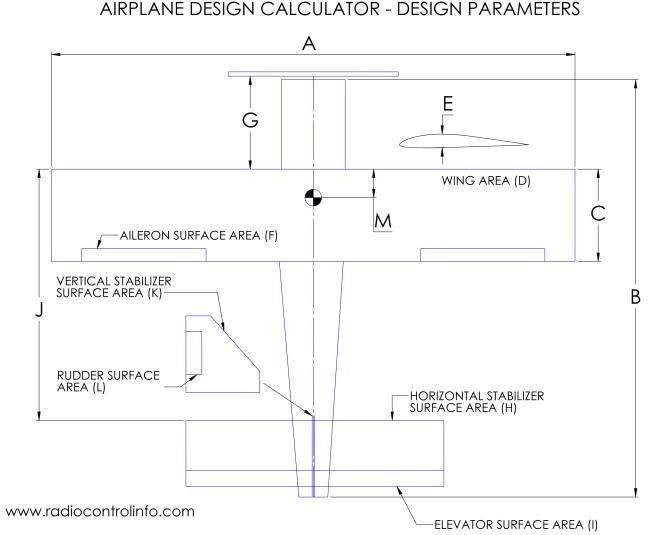 AIRPLANE DESIGN CALCULATOR - DESIGN PARAMETERS
A
E
G
WING AREA (D)
C
M
AILERON SURFACE AREA (F)
VERTICAL STABILIZER
SURFACE AREA (K)
B
J
RUDDER SURFACE
AREA (L)
HORIZONTAL STABILIZER
SURFACE AREA (H)
www.radiocontrolinfo.com
ELEVATOR SURFACE AREA (I)